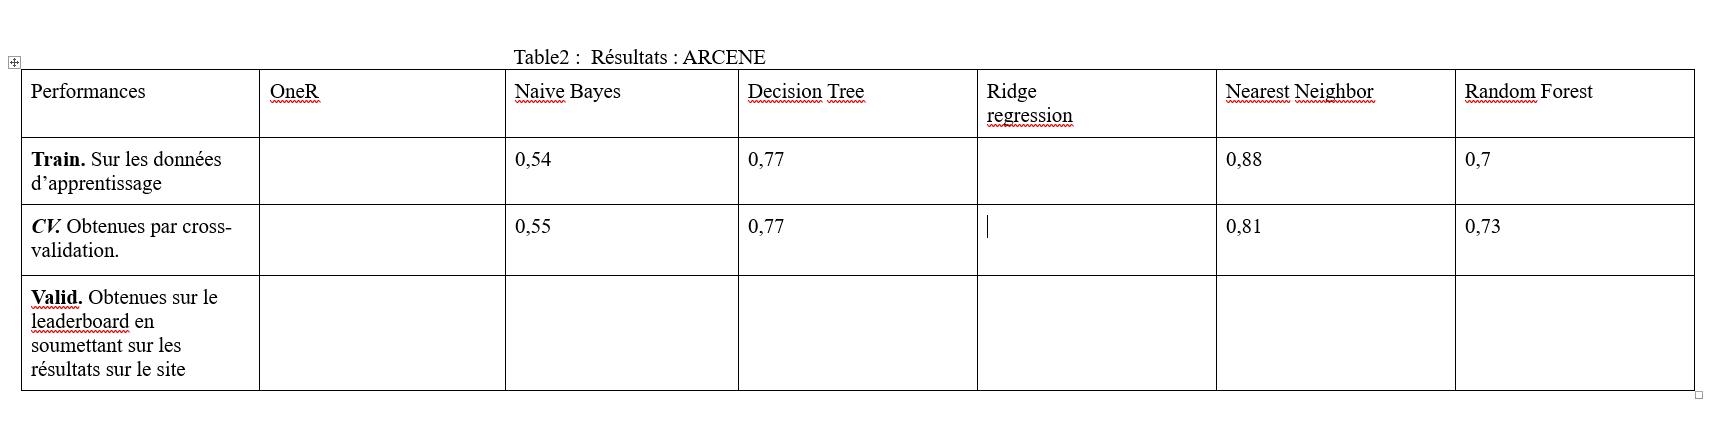 Table2 :  Résultats : ARCENE
Performances
OneR
Naive Bayes
Decision Tree
Ridge
regression
Nearest Neighbor
Random Forest
Train. Sur les données
d’apprentissage
0,54
0,77
0,88
0,7
CV. Obtenues par cross-
validation.
0,55
0,77
0,81
0,73
Valid. Obtenues sur le
leaderboard en
soumettant sur les
résultats sur le site